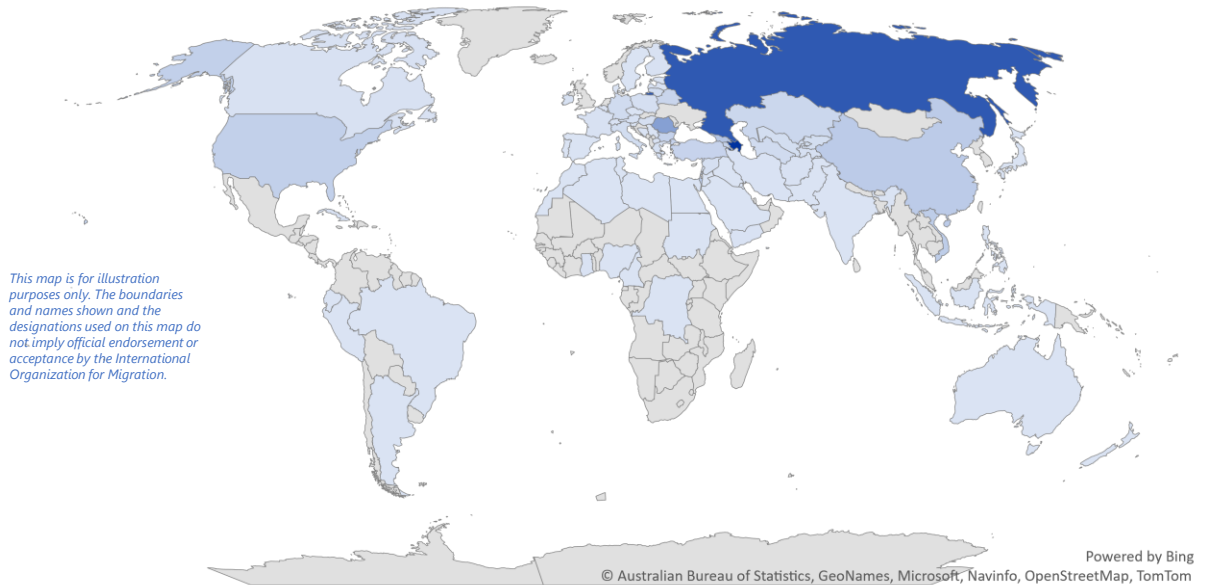 This map is for illustration
purposes only. The boundaries
and names shown and the
designations used on this map do
not imply official endorsement or
acceptance by the International
Organization for Migration.
Powered by Bing
© Australian Bureau of Statistics, GeoNames, Microsoft, Navinfo, OpenStreetMap, TomTom